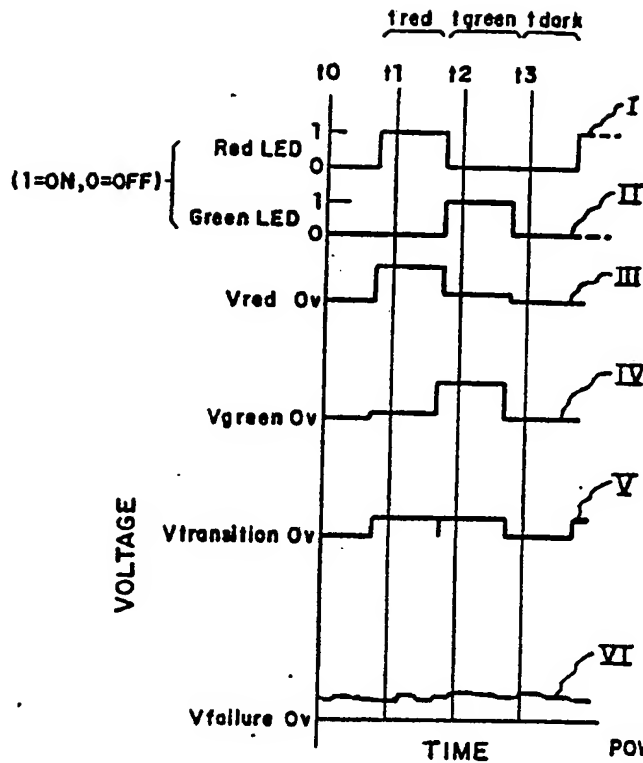 tred tgreen tdark
t0 t1 t2 t3
I
1
Red LED
0
(1=ON,0=OFF)
II
1
Green LED
0
III
Vred 0v
IV
Vgreen 0v
V
Vtransition 0v
VOLTAGE
VI
Vfailure 0v
TIME
POW